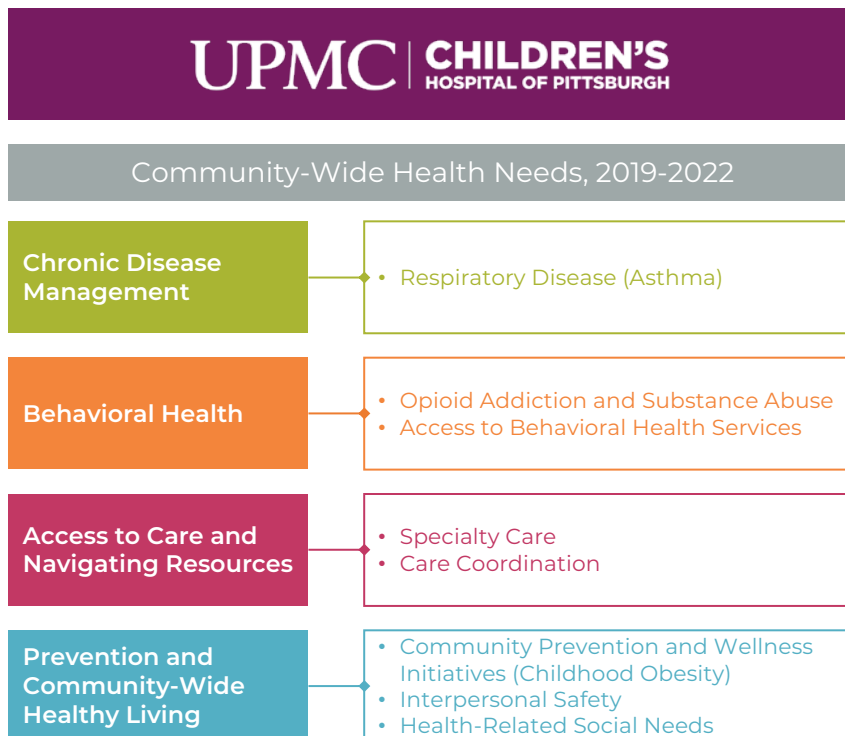 UPMC CHILDREN'S
HOSPITAL OF PITTSBURGH
Community-Wide Health Needs, 2019-2022
Chronic Disease
Management
• Respiratory Disease (Asthma)
Behavioral Health
• Opioid Addiction and Substance Abuse
• Access to Behavioral Health Services
Access to Care and
Navigating Resources
• Specialty Care
• Care Coordination
Prevention and
Community-Wide
Healthy Living
• Community Prevention and Wellness
Initiatives (Childhood Obesity)
• Interpersonal Safety
• Health-Related Social Needs